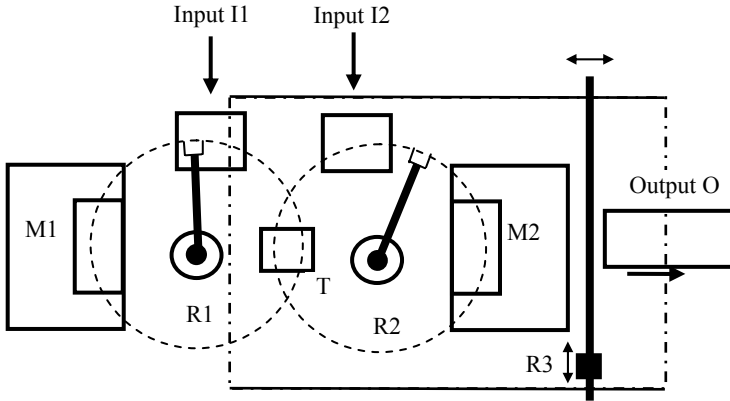 Input I1
Input I2
Output O
M1
M2
T
R1
R2
R3